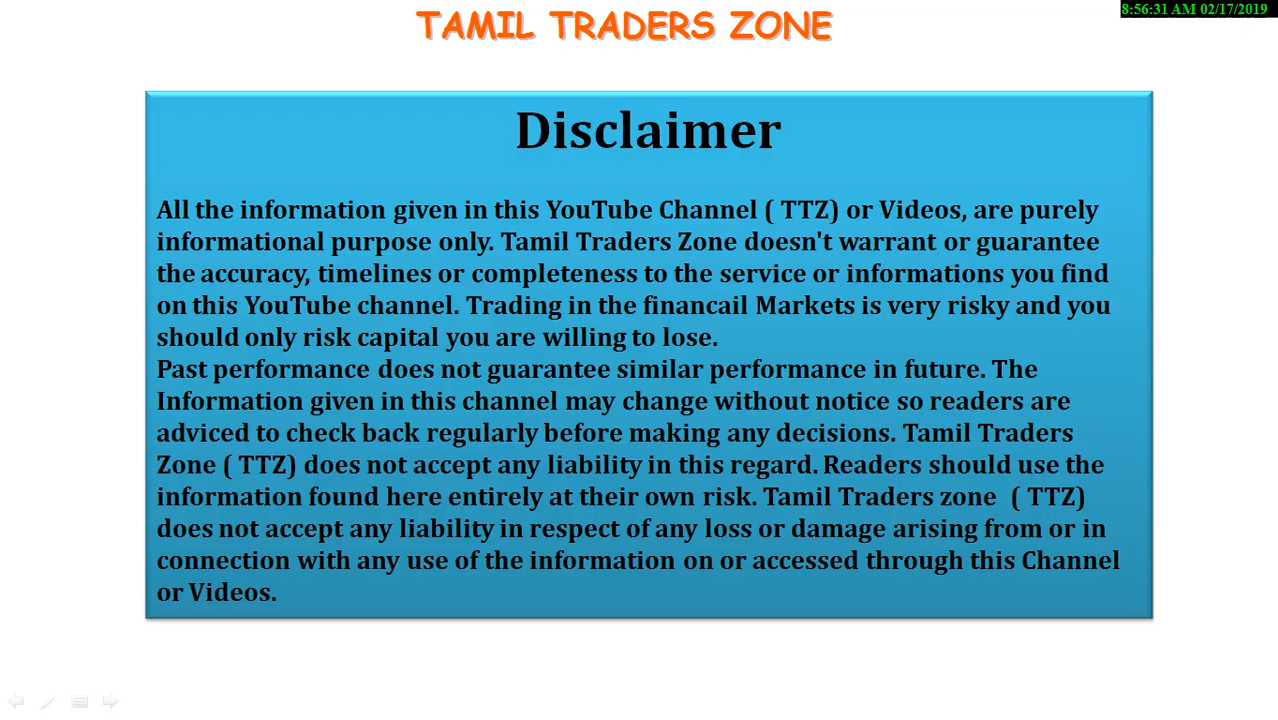 TAMIL TRADERS ZONE
8:56:31 AM 02/17/2019
Disclaimer
All the information given in this YouTube Channel ( TTZ) or Videos, are purely
informational purpose only. Tamil Traders Zone doesn't warrant or guarantee
the accuracy, timelines or completeness to the service or informations you find
on this YouTube channel. Trading in the financail Markets is very risky and you
should only risk capital you are willing to lose.
Past performance does not guarantee similar performance in future. The
Information given in this channel may change without notice so readers are
adviced to check back regularly before making any decisions. Tamil Traders
Zone ( TTZ) does not accept any liability in this regard. Readers should use the
information found here entirely at their own risk. Tamil Traders zone  ( TTZ)
does not accept any liability in respect of any loss or damage arising from or in
connection with any use of the information on or accessed through this Channel
or Videos.